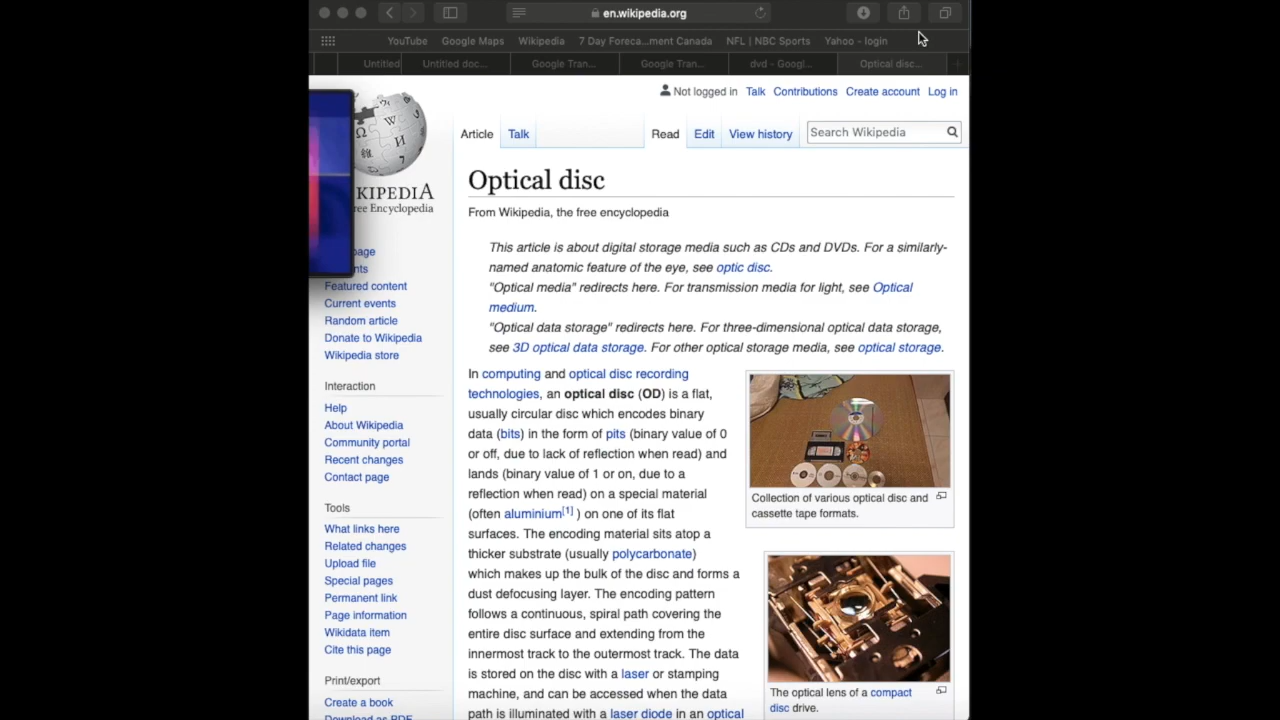 en.wikipedia.org
YouTube Google Maps Wikipedia 7 Day Foreca...ment Canada NFL | NBC Sports Yahoo - login
Untitled Untitled doc... Google Tran... Google Tran... dvd - Googl... Optical disc...
Not logged in Talk Contributions Create account Log in
Article Talk Read Edit View history Search Wikipedia
KIPEDIA
ree Encyclopedia
Optical disc
From Wikipedia, the free encyclopedia
This article is about digital storage media such as CDs and DVDs. For a similarly-
named anatomic feature of the eye, see optic disc.
"Optical media" redirects here. For transmission media for light, see Optical
medium.
"Optical data storage" redirects here. For three-dimensional optical data storage,
see 3D optical data storage. For other optical storage media, see optical storage.
page
nts
Featured content
Current events
Random article
Donate to Wikipedia
Wikipedia store
Interaction
Help
About Wikipedia
Community portal
Recent changes
Contact page
Tools
What links here
Related changes
Upload file
Special pages
Permanent link
Page information
Wikidata item
Cite this page
Print/export
Create a book
Download as PDF
In computing and optical disc recording
technologies, an optical disc (OD) is a flat,
usually circular disc which encodes binary
data (bits) in the form of pits (binary value of 0
or off, due to lack of reflection when read) and
lands (binary value of 1 or on, due to a
reflection when read) on a special material
(often aluminium[1] ) on one of its flat
surfaces. The encoding material sits atop a
thicker substrate (usually polycarbonate)
which makes up the bulk of the disc and forms a
dust defocusing layer. The encoding pattern
follows a continuous, spiral path covering the
entire disc surface and extending from the
innermost track to the outermost track. The data
is stored on the disc with a laser or stamping
machine, and can be accessed when the data
path is illuminated with a laser diode in an optical
Collection of various optical disc and
cassette tape formats.
The optical lens of a compact
disc drive.